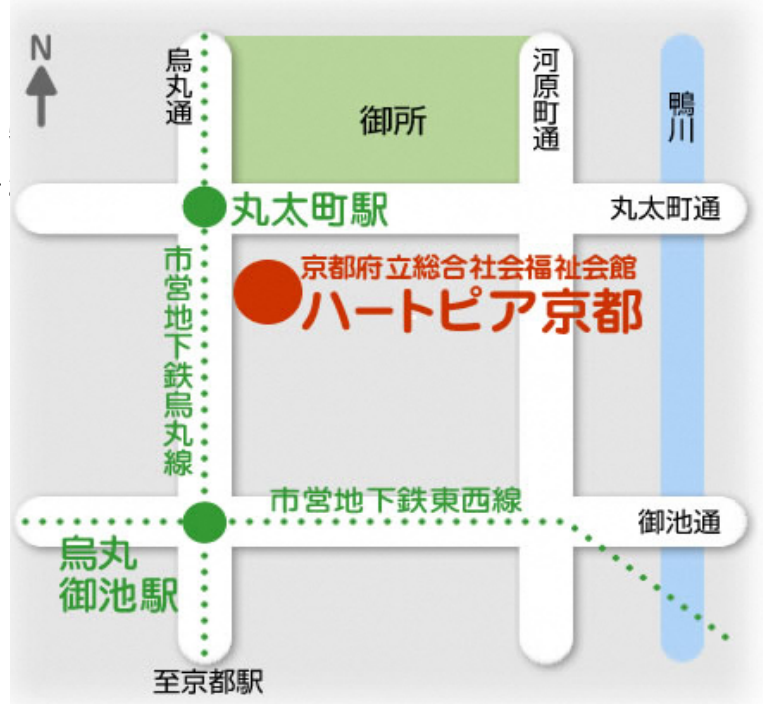 N
烏丸通
御所
河原町通
鴨川
丸太町駅
丸太町通
市営地下鉄烏丸線
京都府立総合社会福祉会館
ハートピア京都
市営地下鉄東西線
御池通
烏丸
御池駅
至京都駅